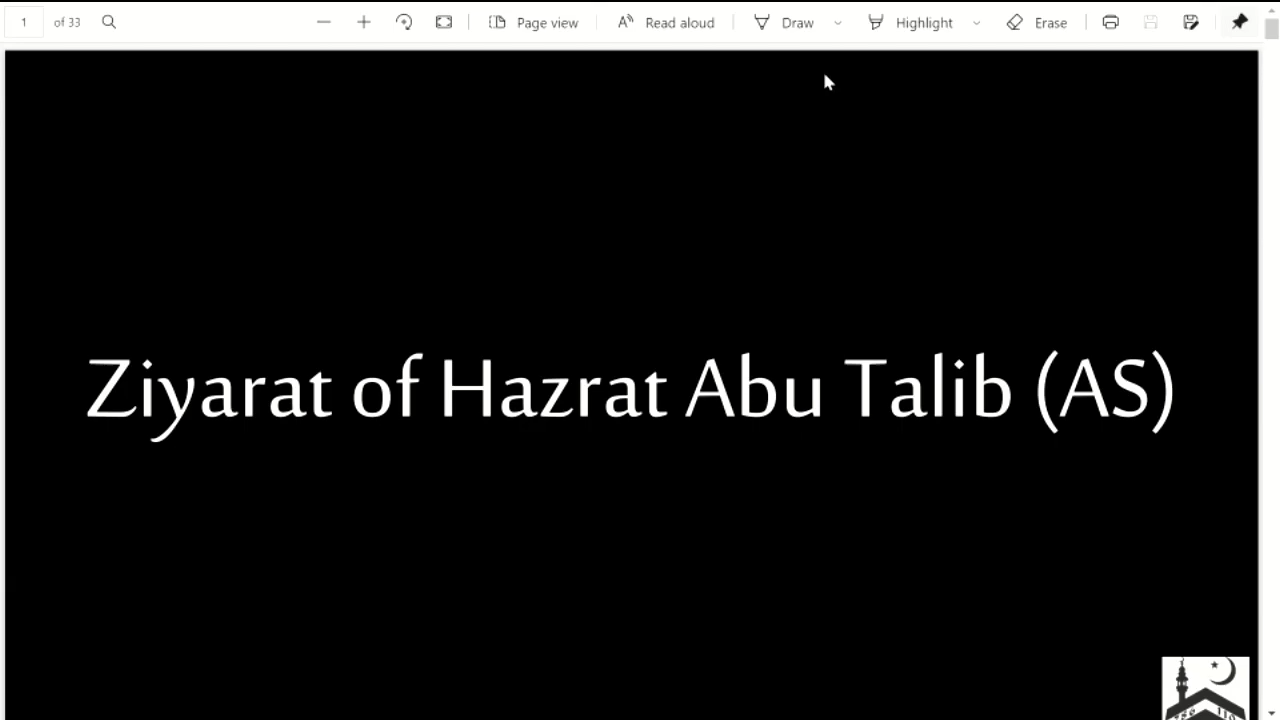 1 of 33 Page view Read aloud Draw Highlight Erase
Ziyarat of Hazrat Abu Talib (AS)